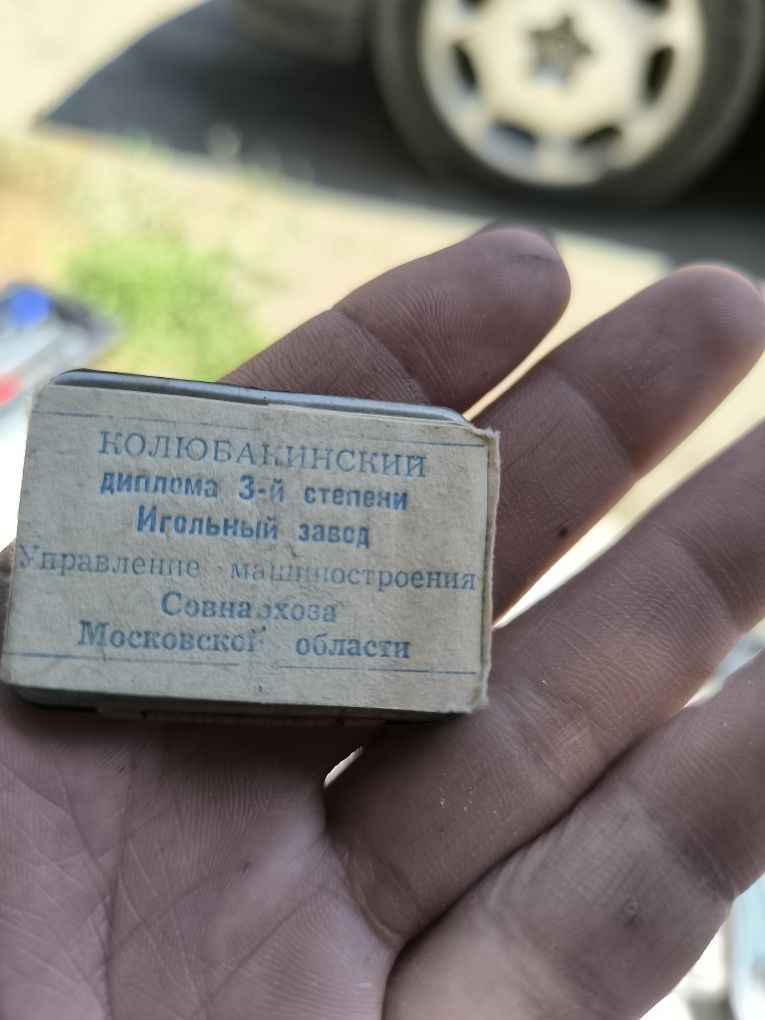 КОЛЮБАКИНСКИЙ
диплома 3-й степени
Игольный завод
Управление машиностроения
Совнархоза
Московской области